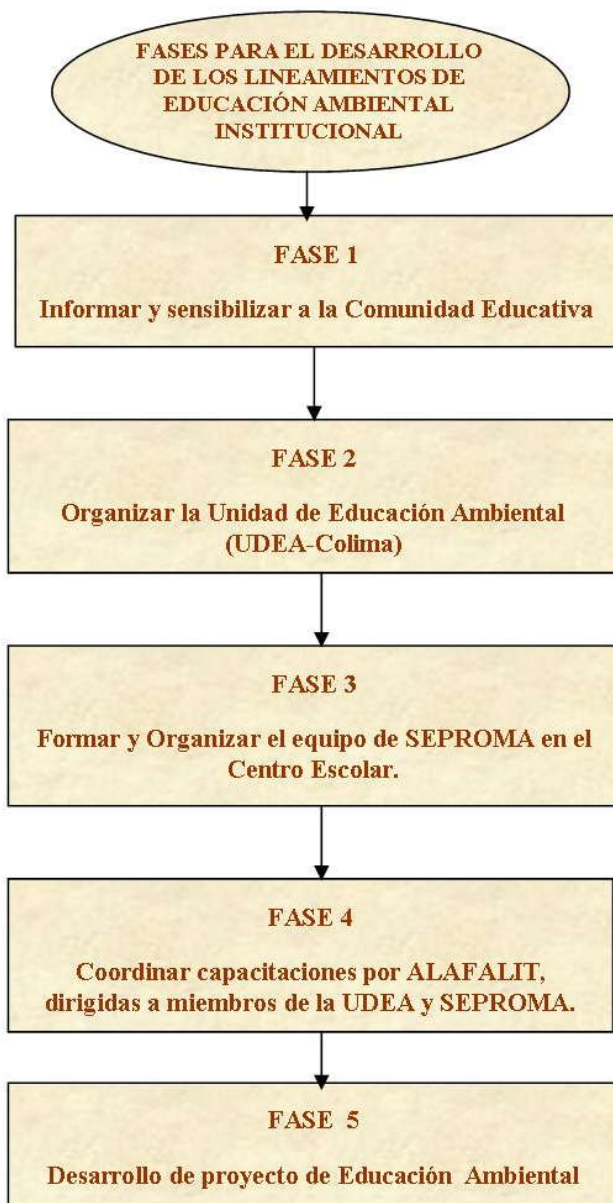 FASES PARA EL DESARROLLO
DE LOS LINEAMIENTOS DE
EDUCACIÓN AMBIENTAL
INSTITUCIONAL
FASE 1
Informar y sensibilizar a la Comunidad Educativa
FASE 2
Organizar la Unidad de Educación Ambiental
(UDEA-Colima)
FASE 3
Formar y Organizar el equipo de SEPROMA en el
Centro Escolar.
FASE 4
Coordinar capacitaciones por ALAFALIT,
dirigidas a miembros de la UDEA y SEPROMA.
FASE 5
Desarrollo de proyecto de Educación Ambiental